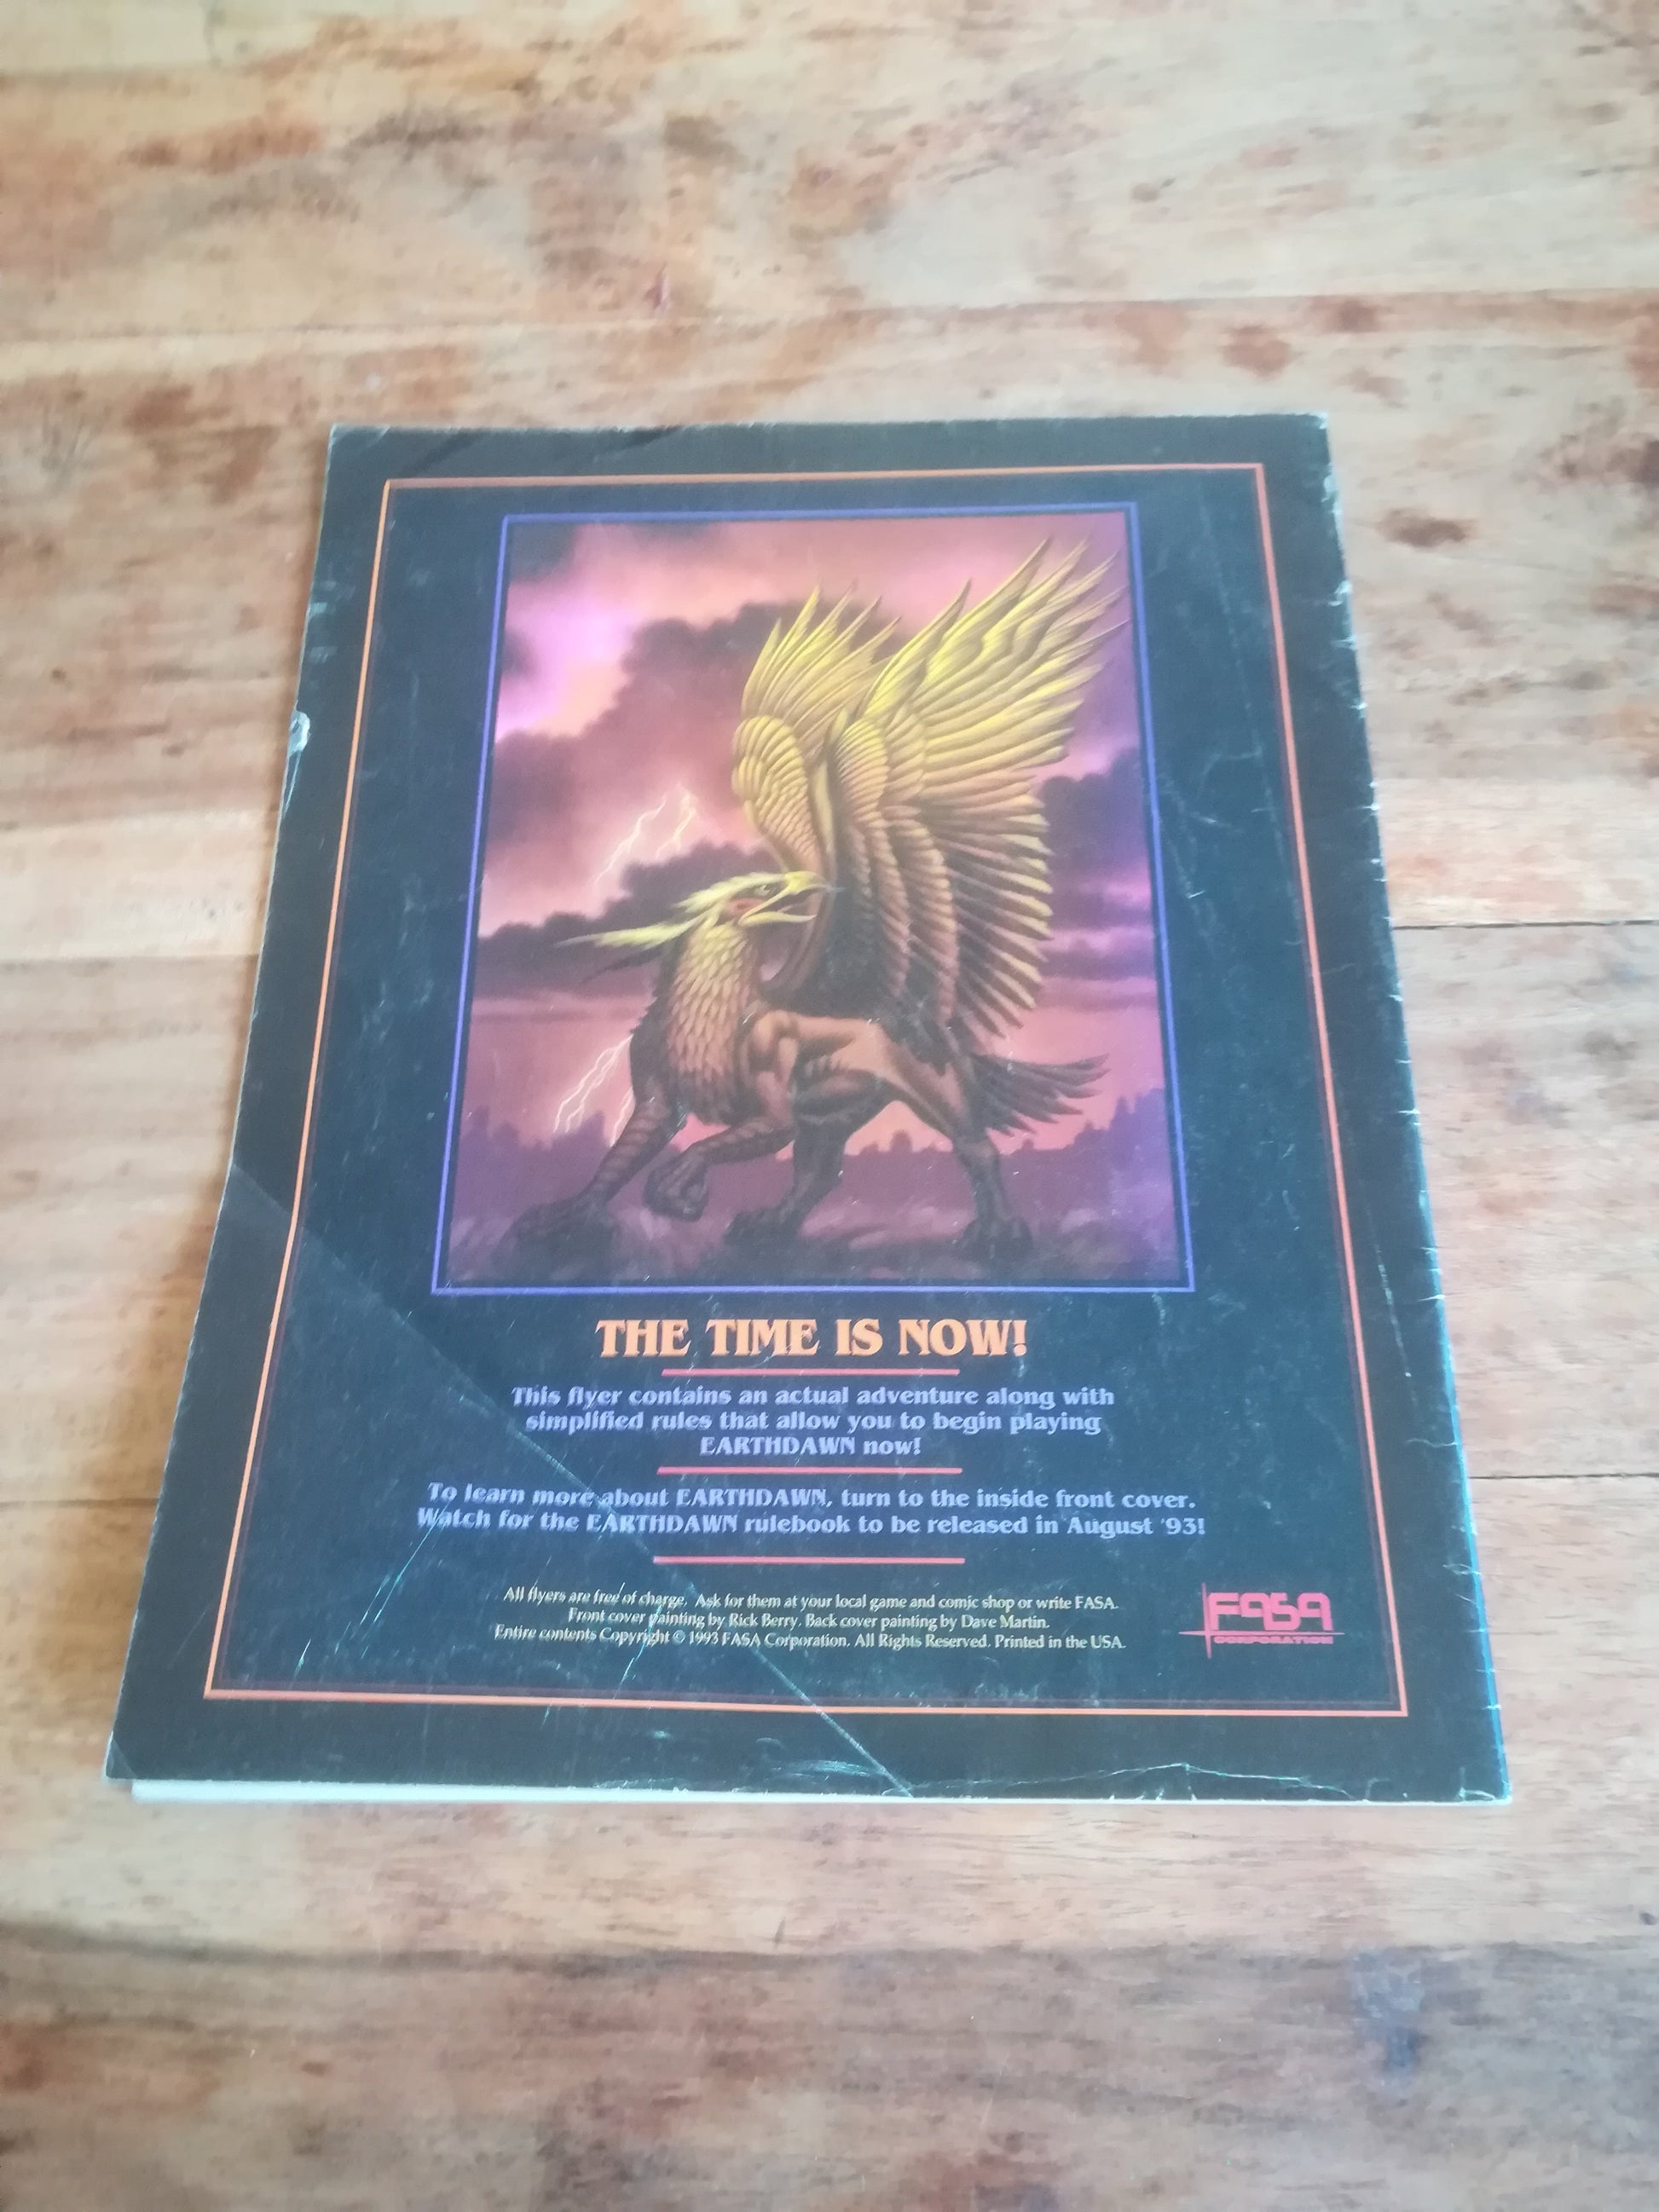 THE TIME IS NOW!
This flyer contains an actual adventure along with
simplified rules that allow you to begin playing
EARTHDAWN now!
To learn more about EARTHDAWN, turn to the inside front cover.
Watch for the EARTHDAWN rulebook to be released in August '93!
All flyers are free of charge. Ask for them at your local game and comic shop or write FASA.
Front cover painting by Rick Berry. Back cover painting by Dave Martin.
Entire contents Copyright © 1993 FASA Corporation. All Rights Reserved. Printed in the USA.
FASA
CORPORATION